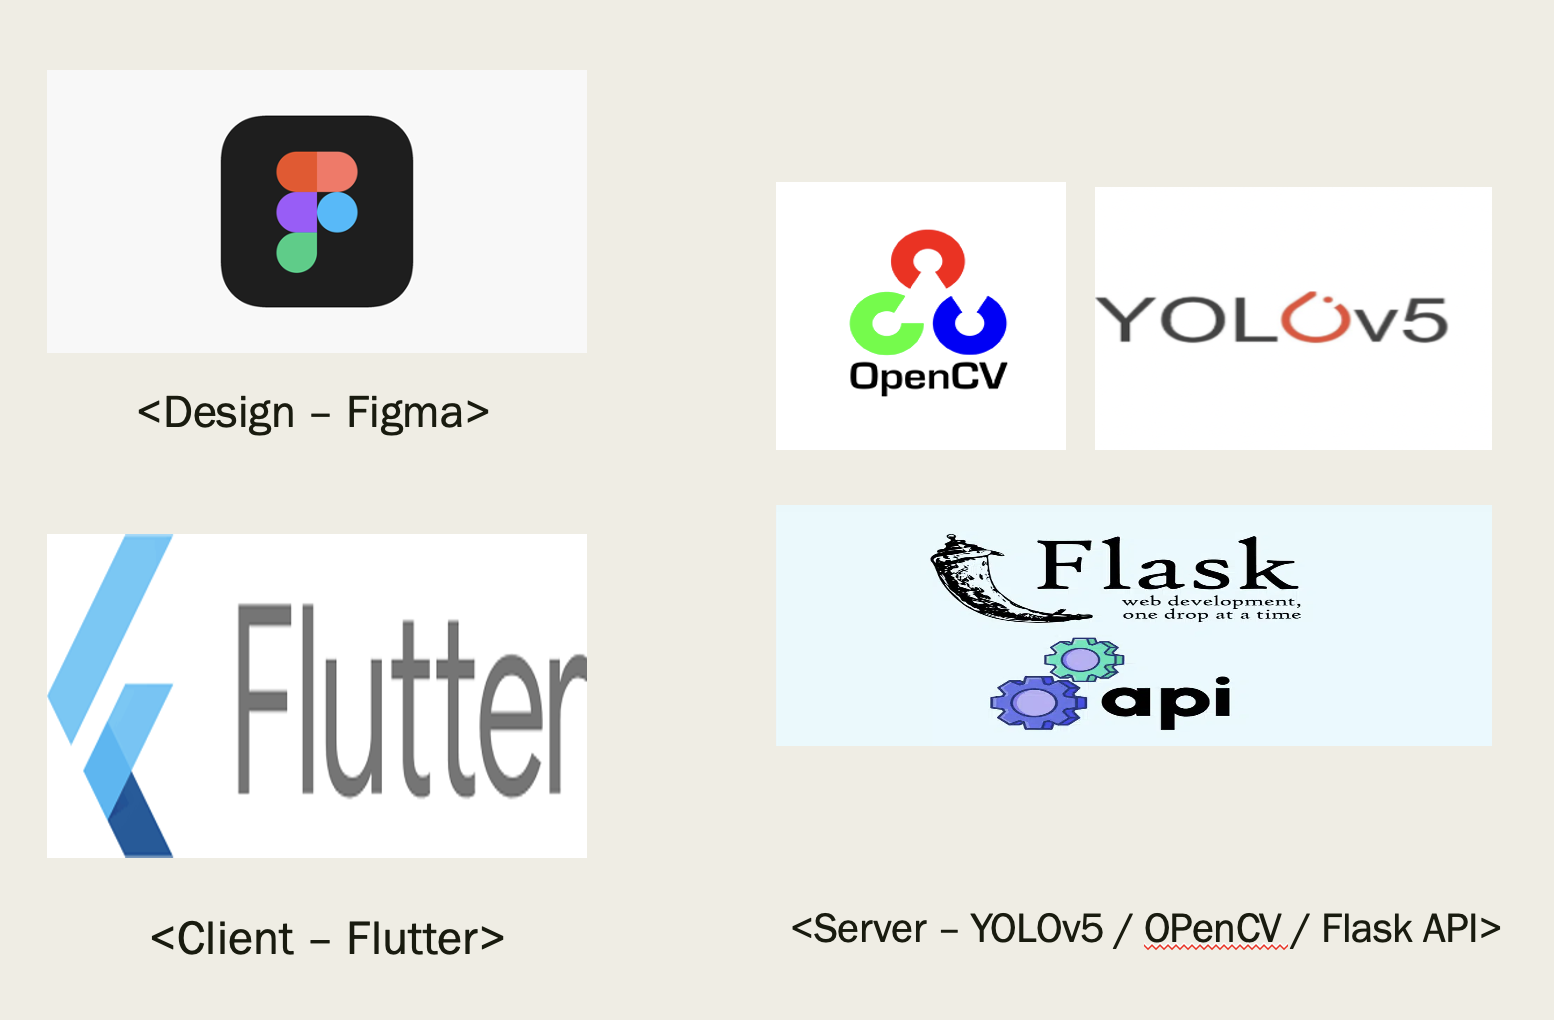 <Design – Figma>
Flutter
<Client – Flutter>
OpenCV
YOLOv5
Flask
web development,
one drop at a time
api
<Server – YOLOv5 / OPenCV / Flask API>